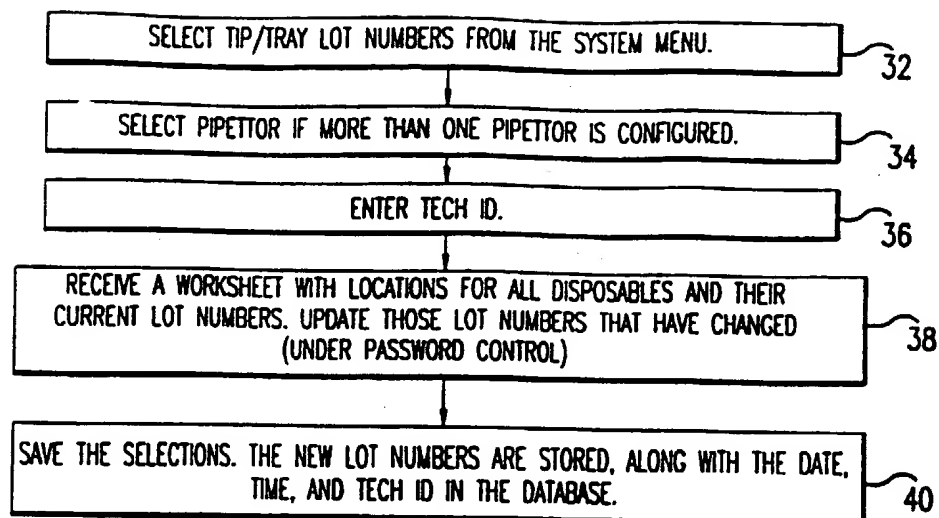 SELECT TIP/TRAY LOT NUMBERS FROM THE SYSTEM MENU.
32
SELECT PIPETTOR IF MORE THAN ONE PIPETTOR IS CONFIGURED.
34
ENTER TECH ID.
36
RECEIVE A WORKSHEET WITH LOCATIONS FOR ALL DISPOSABLES AND THEIR
CURRENT LOT NUMBERS. UPDATE THOSE LOT NUMBERS THAT HAVE CHANGED
(UNDER PASSWORD CONTROL)
38
SAVE THE SELECTIONS. THE NEW LOT NUMBERS ARE STORED, ALONG WITH THE DATE,
TIME, AND TECH ID IN THE DATABASE.
40